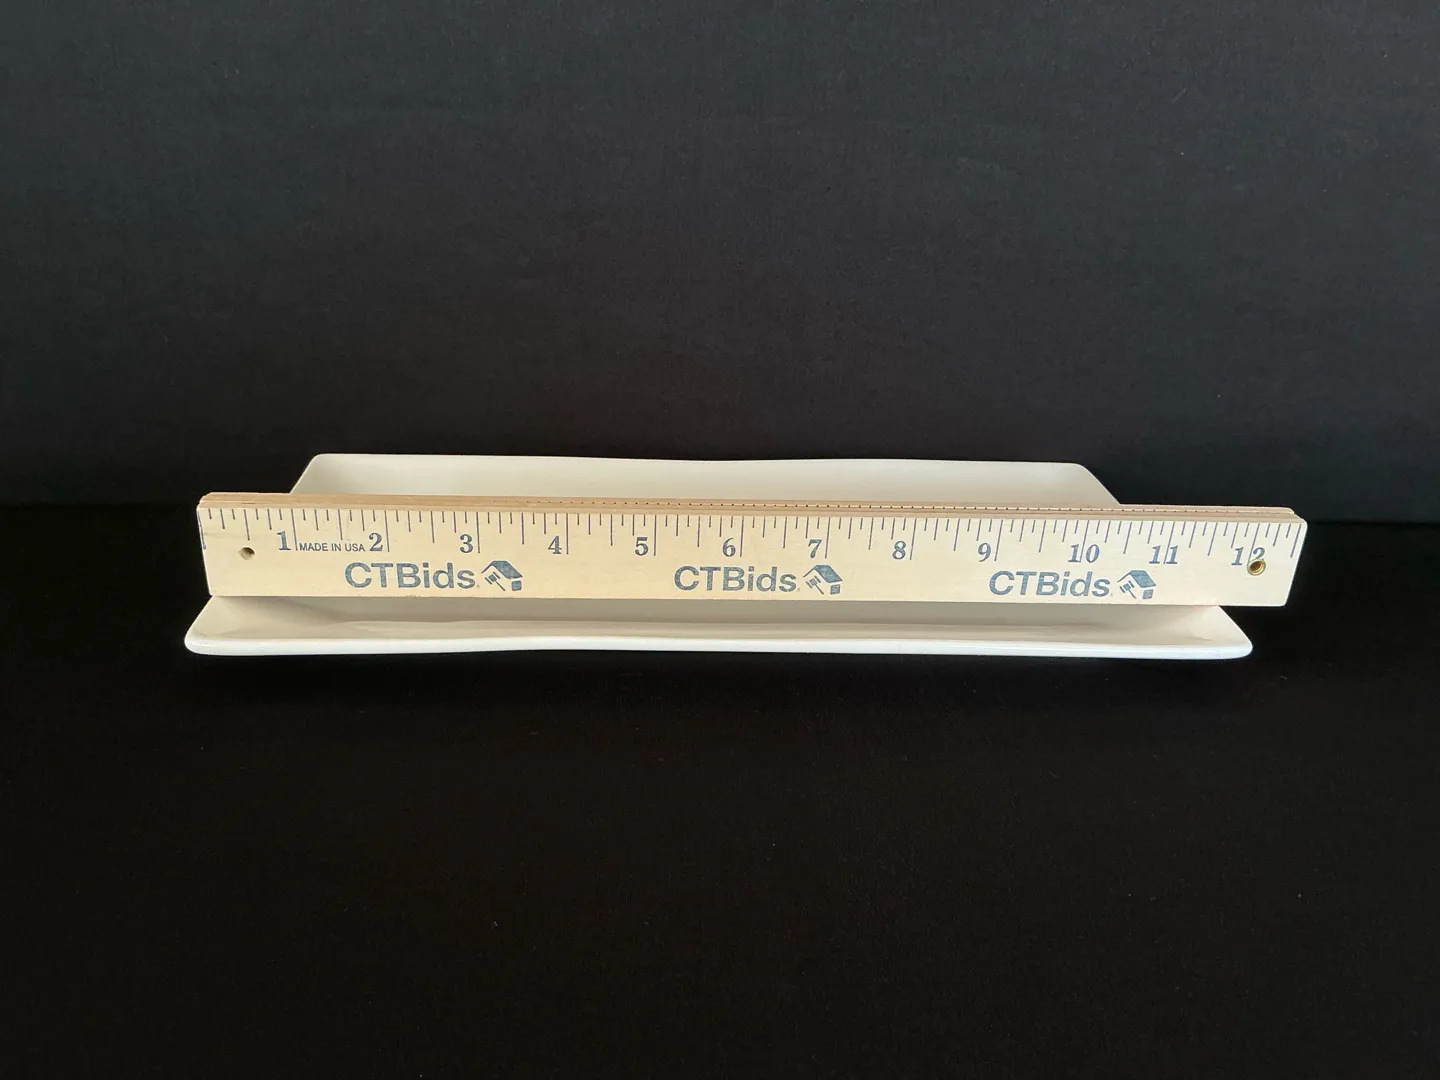 1 MADE IN USA 2 3 4 5 6 7 8 9 10 11 12
CTBids. CTBids. CTBids.